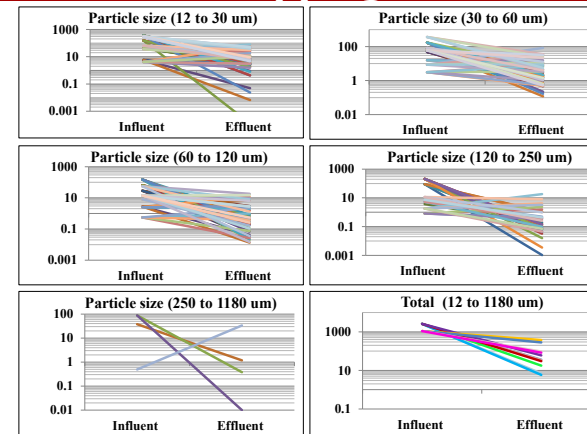 Particle size (12 to 30 um)
1000
10
0.1
0.001
Influent Effluent
Particle size (30 to 60 um)
100
1
0.01
Influent Effluent
Particle size (60 to 120 um)
1000
10
0.1
0.001
Influent Effluent
Particle size (120 to 250 um)
1000
10
0.1
0.001
Influent Effluent
Particle size (250 to 1180 um)
100
10
1
0.1
0.01
Influent Effluent
Total (12 to 1180 um)
1000
10
0.1
Influent Effluent